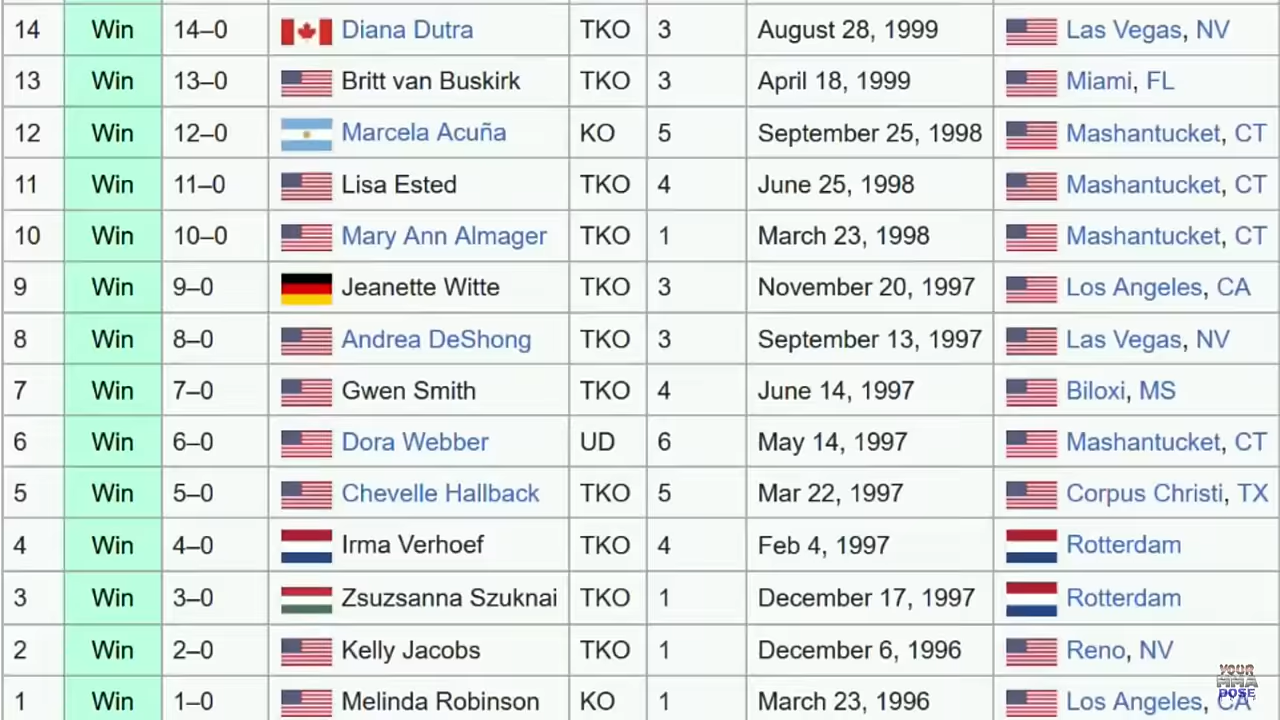 14 Win 14–0 Diana Dutra TKO 3 August 28, 1999 Las Vegas, NV
13 Win 13–0 Britt van Buskirk TKO 3 April 18, 1999 Miami, FL
12 Win 12–0 Marcela Acuña KO 5 September 25, 1998 Mashantucket, CT
11 Win 11–0 Lisa Ested TKO 4 June 25, 1998 Mashantucket, CT
10 Win 10–0 Mary Ann Almager TKO 1 March 23, 1998 Mashantucket, CT
9 Win 9–0 Jeanette Witte TKO 3 November 20, 1997 Los Angeles, CA
8 Win 8–0 Andrea DeShong TKO 3 September 13, 1997 Las Vegas, NV
7 Win 7–0 Gwen Smith TKO 4 June 14, 1997 Biloxi, MS
6 Win 6–0 Dora Webber UD 6 May 14, 1997 Mashantucket, CT
5 Win 5–0 Chevelle Hallback TKO 5 Mar 22, 1997 Corpus Christi, TX
4 Win 4–0 Irma Verhoef TKO 4 Feb 4, 1997 Rotterdam
3 Win 3–0 Zsuzsanna Szuknai TKO 1 December 17, 1997 Rotterdam
2 Win 2–0 Kelly Jacobs TKO 1 December 6, 1996 Reno, NV
1 Win 1–0 Melinda Robinson KO 1 March 23, 1996 Los Angeles, CA
YOUR
MMA
DOSE